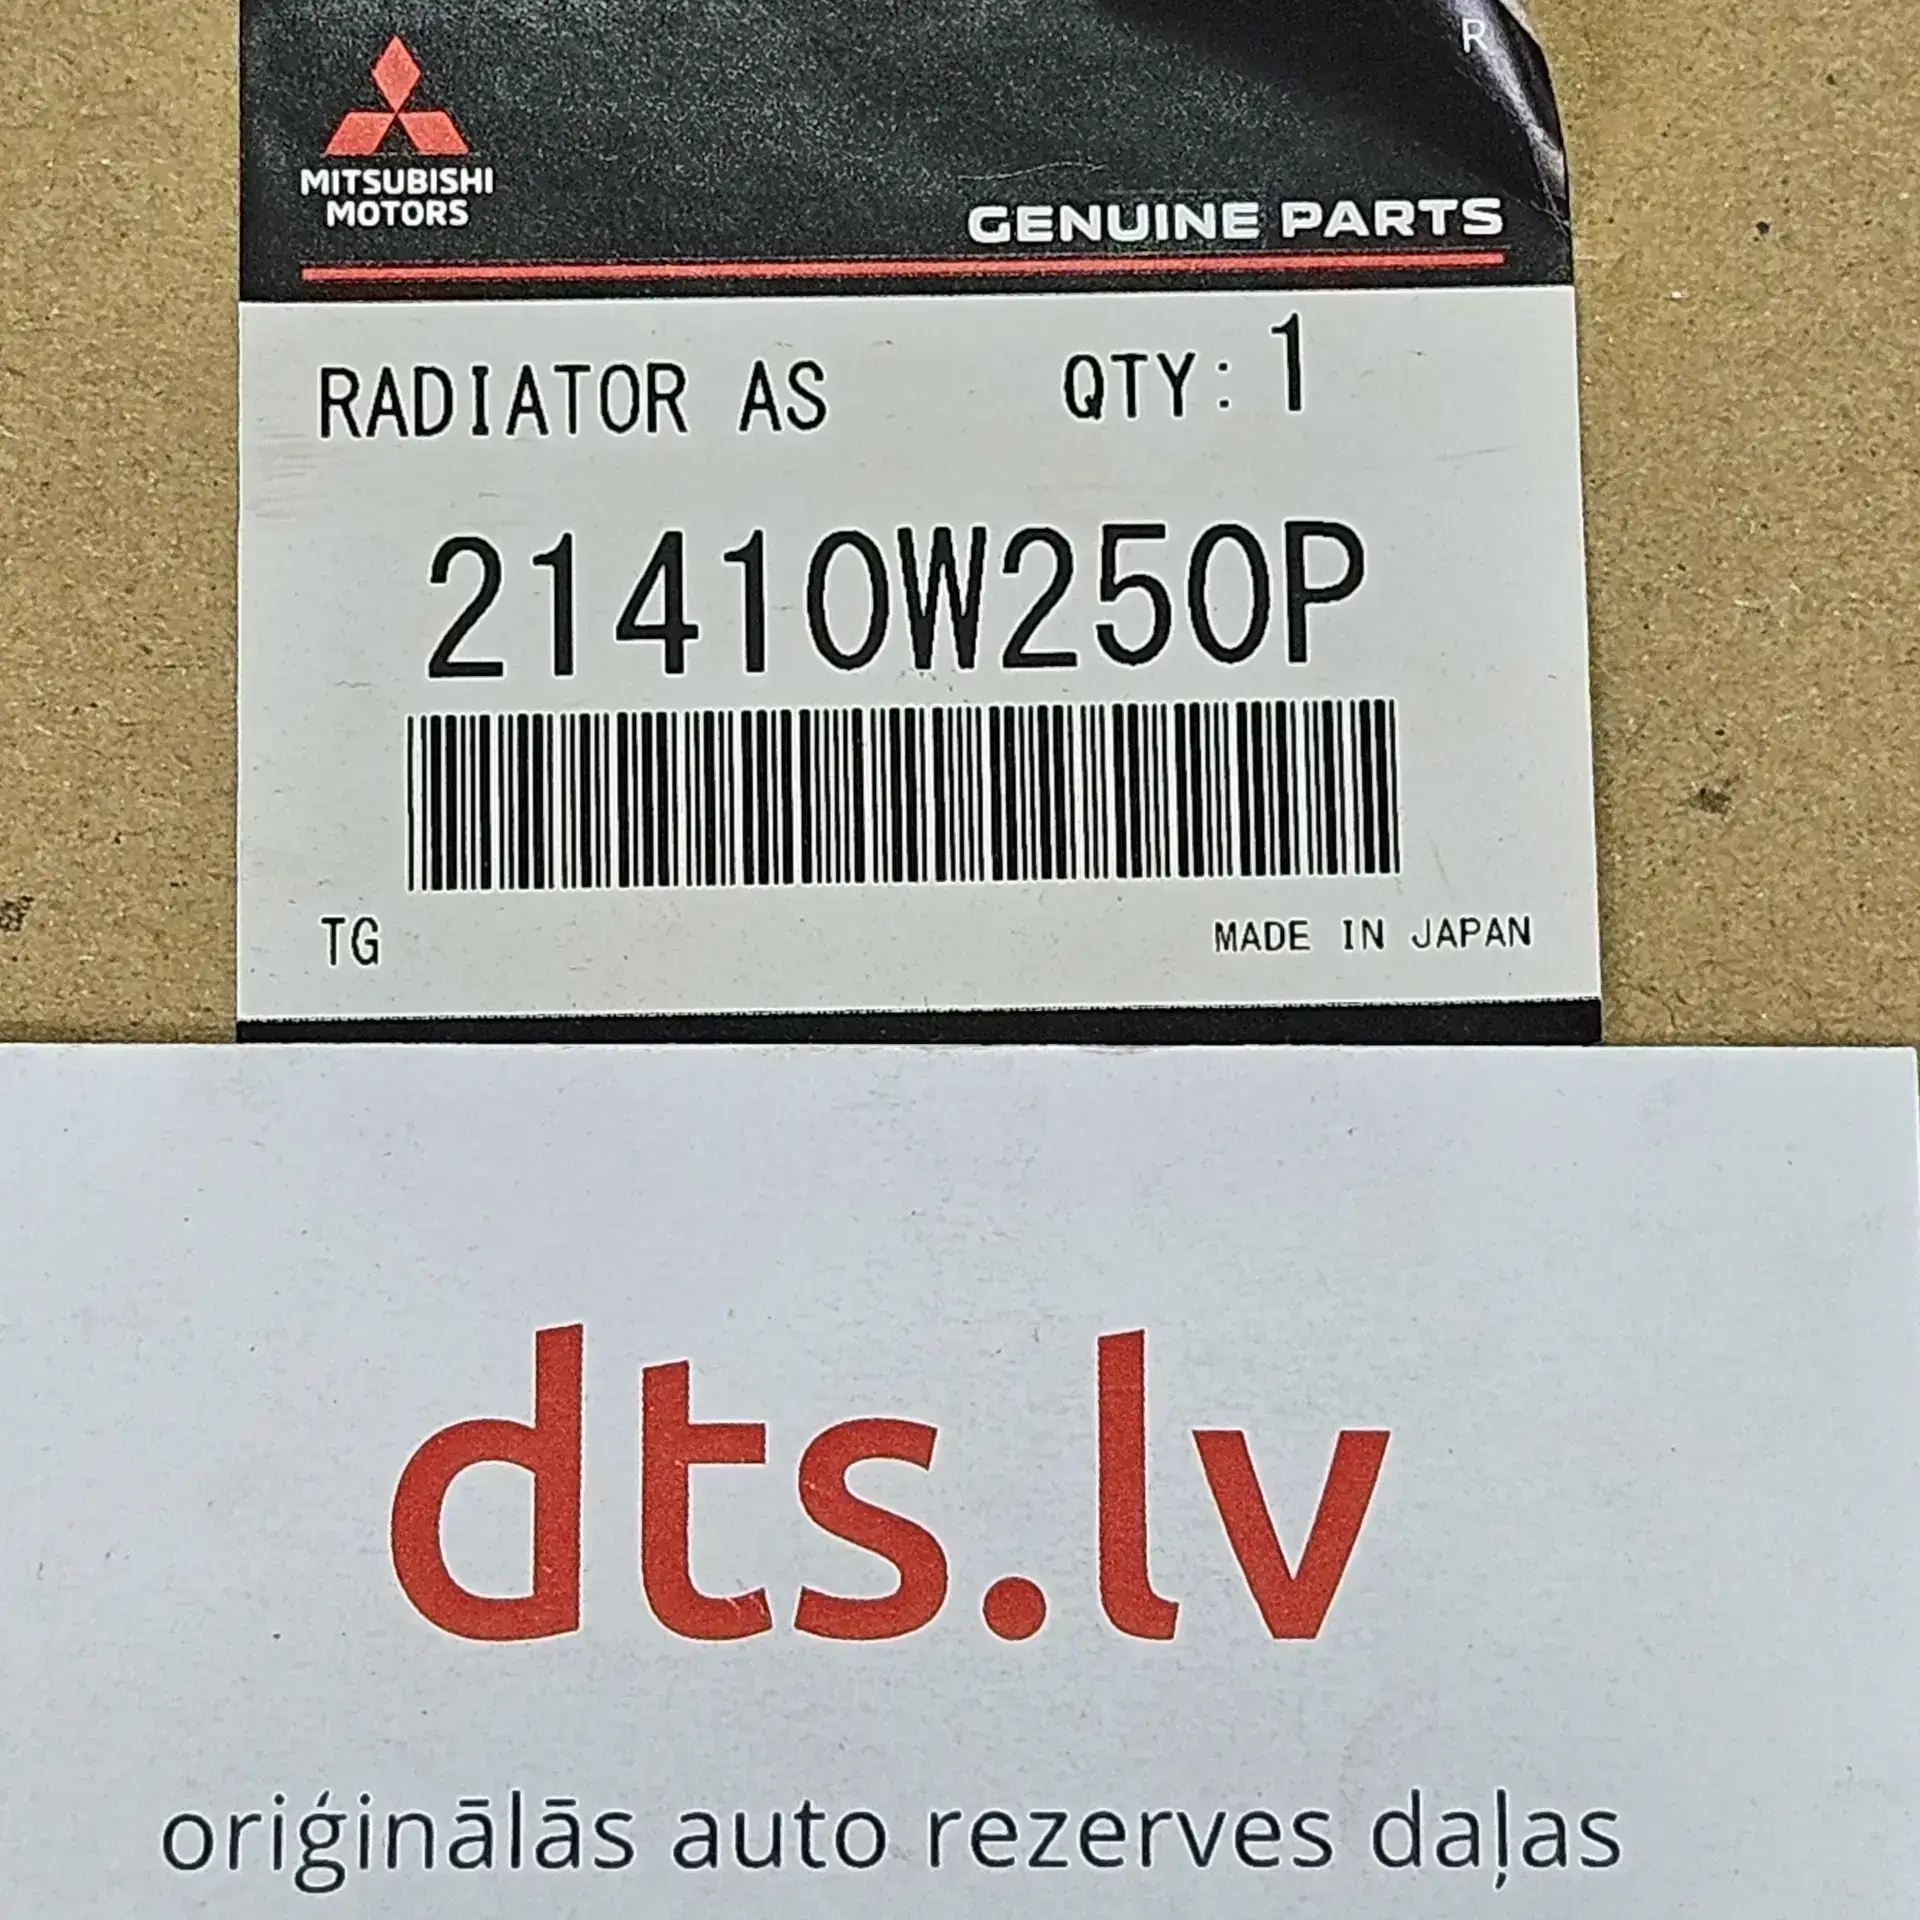 R
MITSUBISHI
MOTORS
GENUINE PARTS
RADIATOR AS QTY: 1
21410W250P
TG MADE IN JAPAN
dts.lv
oriģinālās auto rezerves daļas